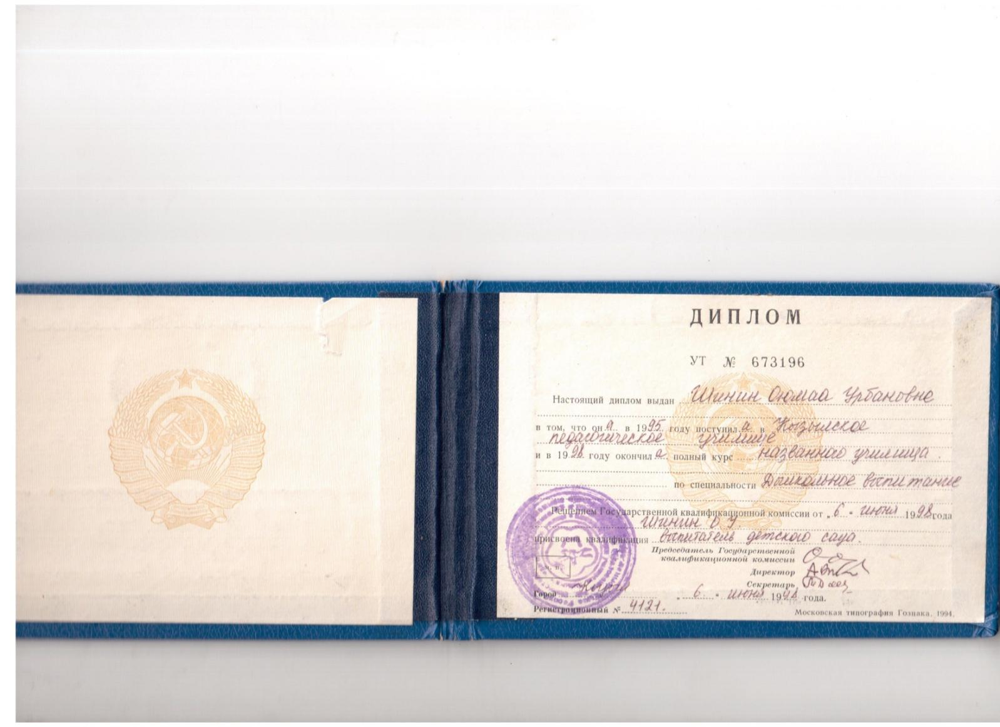 ДИПЛОМ
УТ № 673196
Настоящий диплом выдан Шинин Оюмаа Урбановне
в том, что он а в 1995 году поступил а в Кызылское
педагогическое училище
и в 1998 году окончил а полный курс названного училища.
по специальности Дошкольное воспитание
Решением Государственной квалификационной комиссии от „6" июня 1998 года
Шинин О У
присвоена квалификация воспитатель детского сада.
Председатель Государственной
квалификационной комиссии
Директор
Секретарь
м. п.
Город Кызыл „6" июня 1998 года.
Регистрационный № 4121.
Московская типография Гознака. 1994.